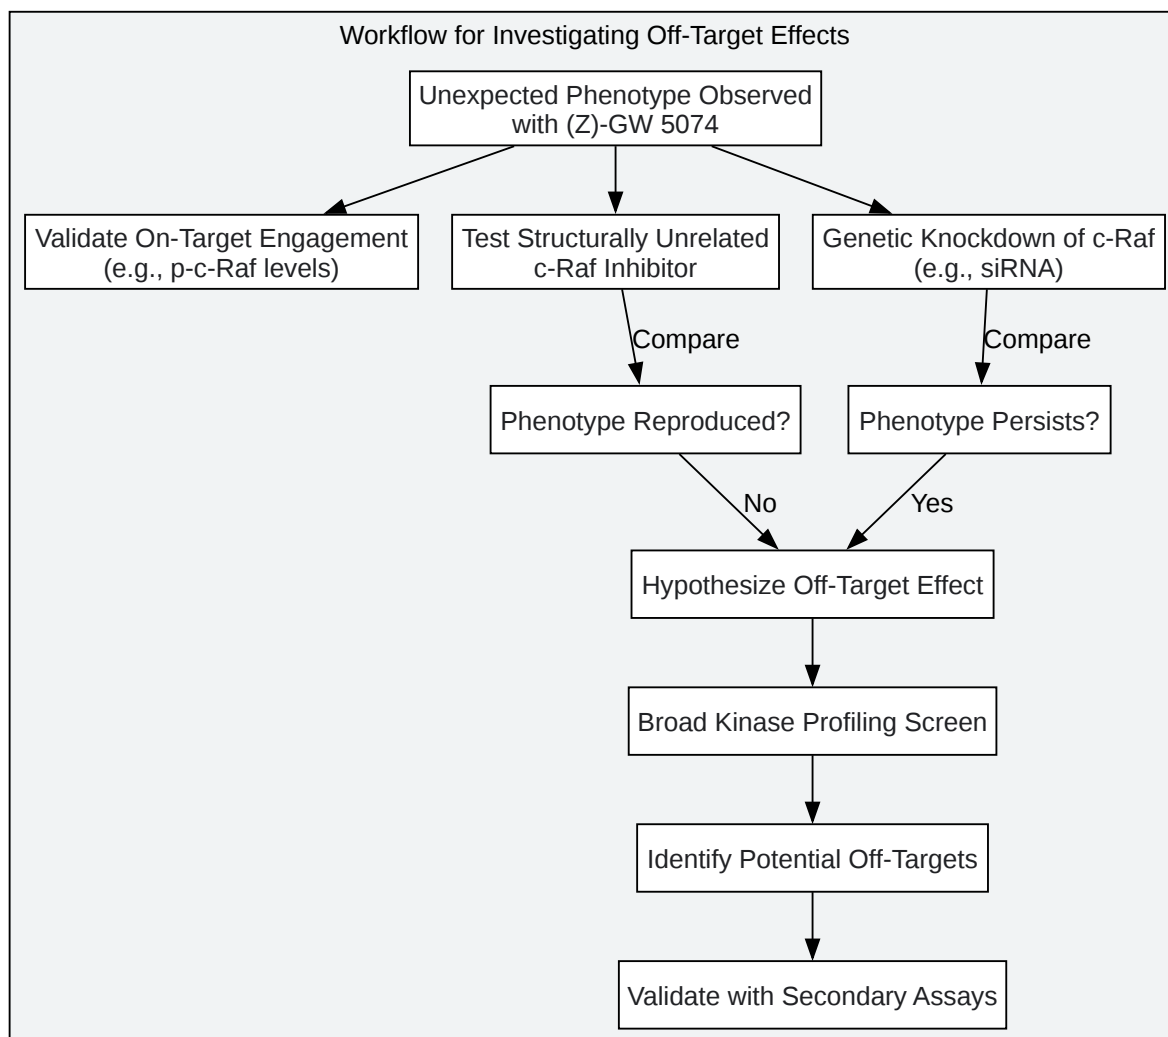 Workflow for Investigating Off-Target Effects
Unexpected Phenotype Observed
with (Z)-GW 5074
Validate On-Target Engagement
(e.g., p-c-Raf levels)
Test Structurally Unrelated
c-Raf Inhibitor
Genetic Knockdown of c-Raf
(e.g., siRNA)
Compare
Compare
Phenotype Reproduced?
Phenotype Persists?
No
Yes
Hypothesize Off-Target Effect
Broad Kinase Profiling Screen
Identify Potential Off-Targets
Validate with Secondary Assays